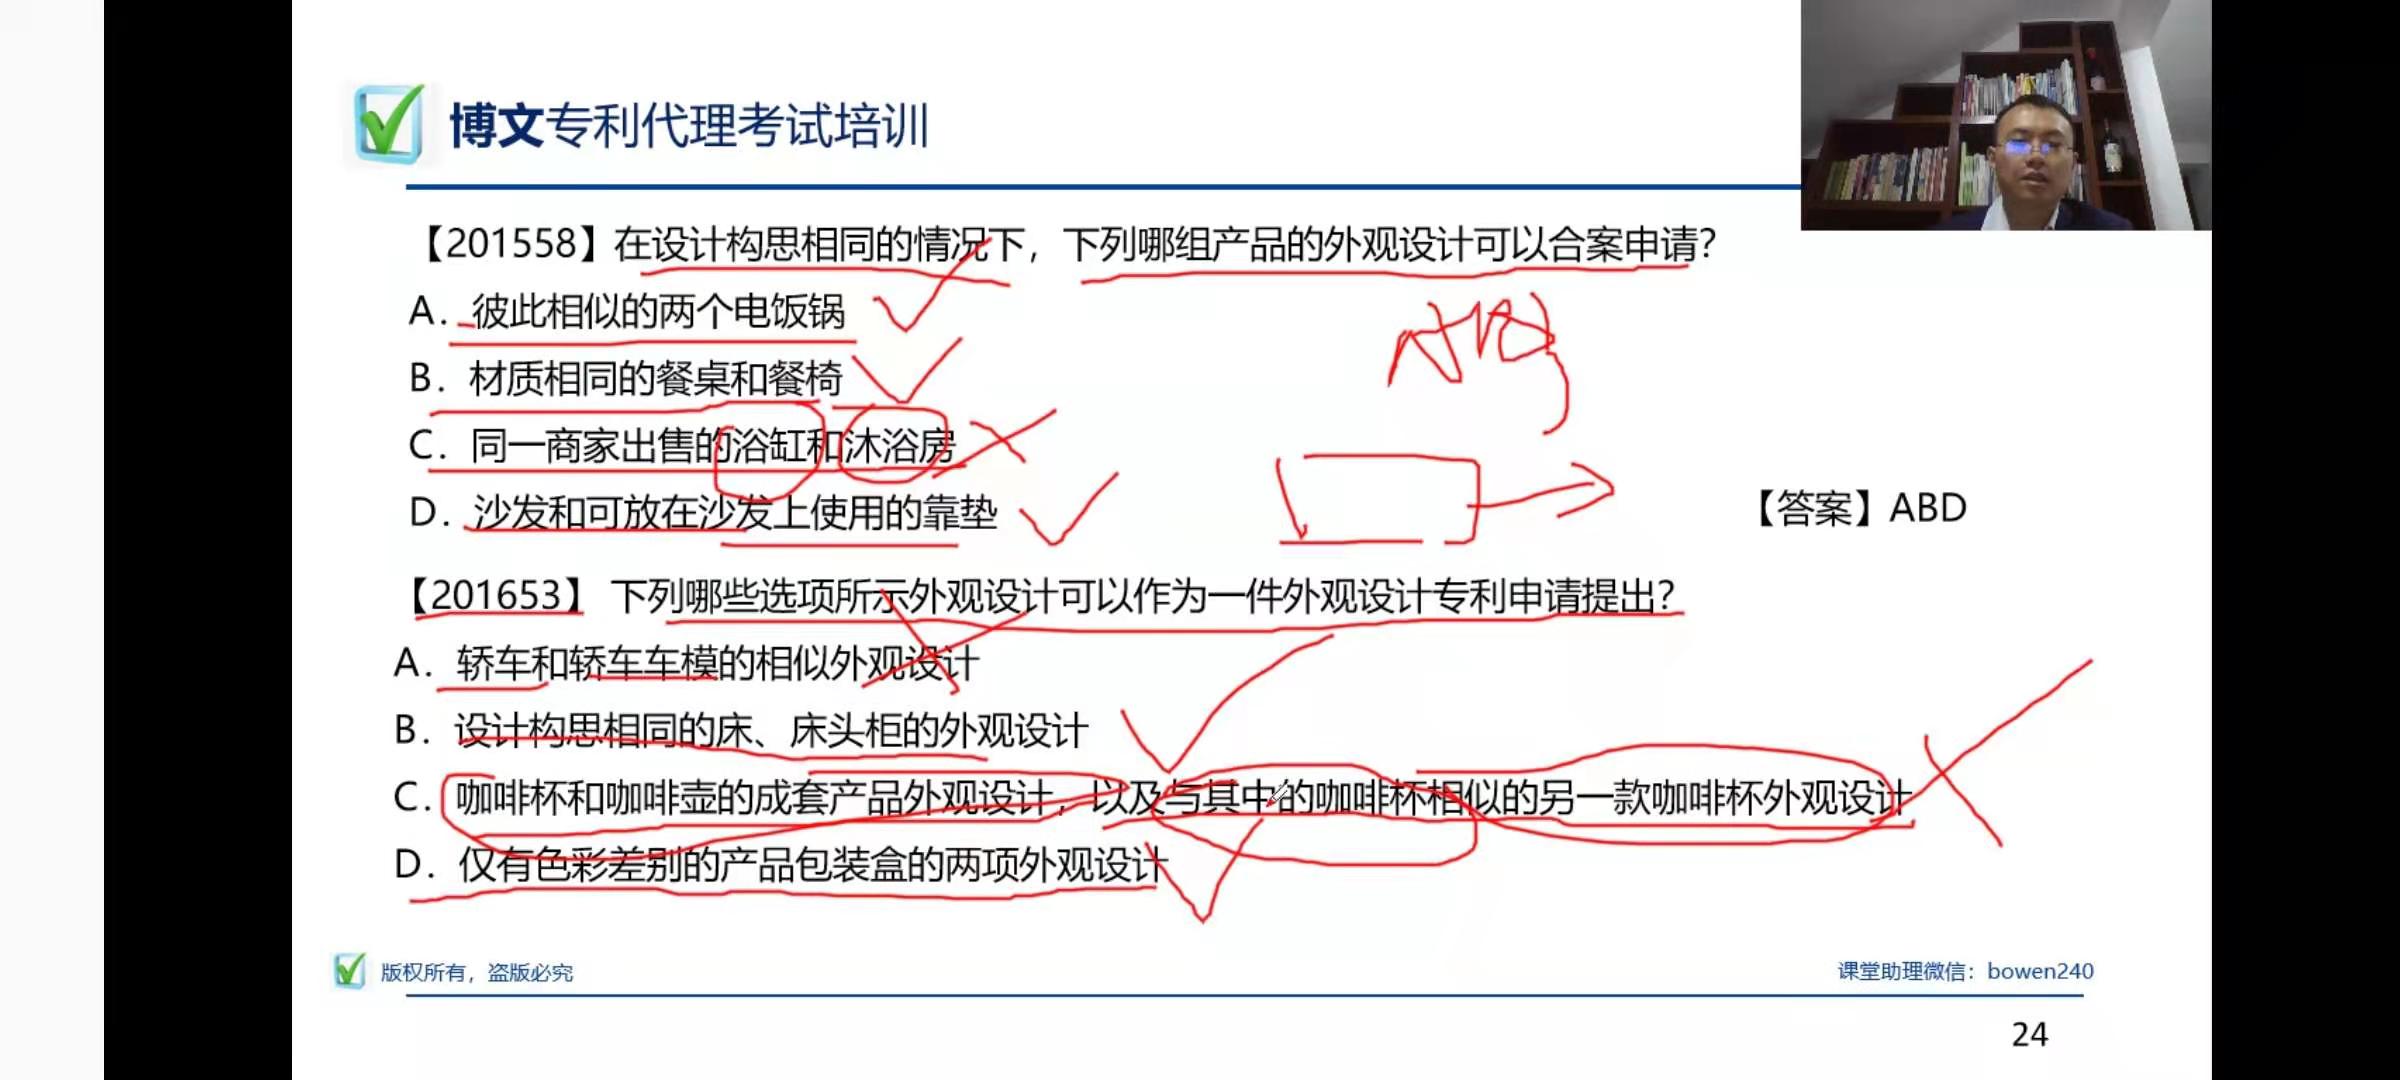 博文专利代理考试培训
【201558】在设计构思相同的情况下，下列哪组产品的外观设计可以合案申请？
A．彼此相似的两个电饭锅
B．材质相同的餐桌和餐椅
C．同一商家出售的浴缸和沐浴房
D．沙发和可放在沙发上使用的靠垫
【答案】ABD
【201653】 下列哪些选项所示外观设计可以作为一件外观设计专利申请提出？
A．轿车和轿车车模的相似外观设计
B．设计构思相同的床、床头柜的外观设计
C．咖啡杯和咖啡壶的成套产品外观设计，以及与其中的咖啡杯相似的另一款咖啡杯外观设计
D．仅有色彩差别的产品包装盒的两项外观设计
版权所有，盗版必究
课堂助理微信：bowen240
24